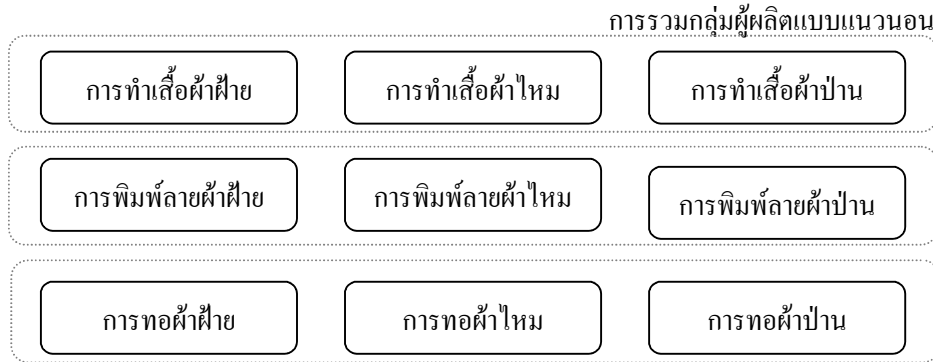 การรวมกลุ่มผู้ผลิตแบบแนวนอน
การทำเสื้อผ้าฝ้าย การทำเสื้อผ้าไหม การทำเสื้อผ้าป่าน
การพิมพ์ลายผ้าฝ้าย การพิมพ์ลายผ้าไหม การพิมพ์ลายผ้าป่าน
การทอผ้าฝ้าย การทอผ้าไหม การทอผ้าป่าน